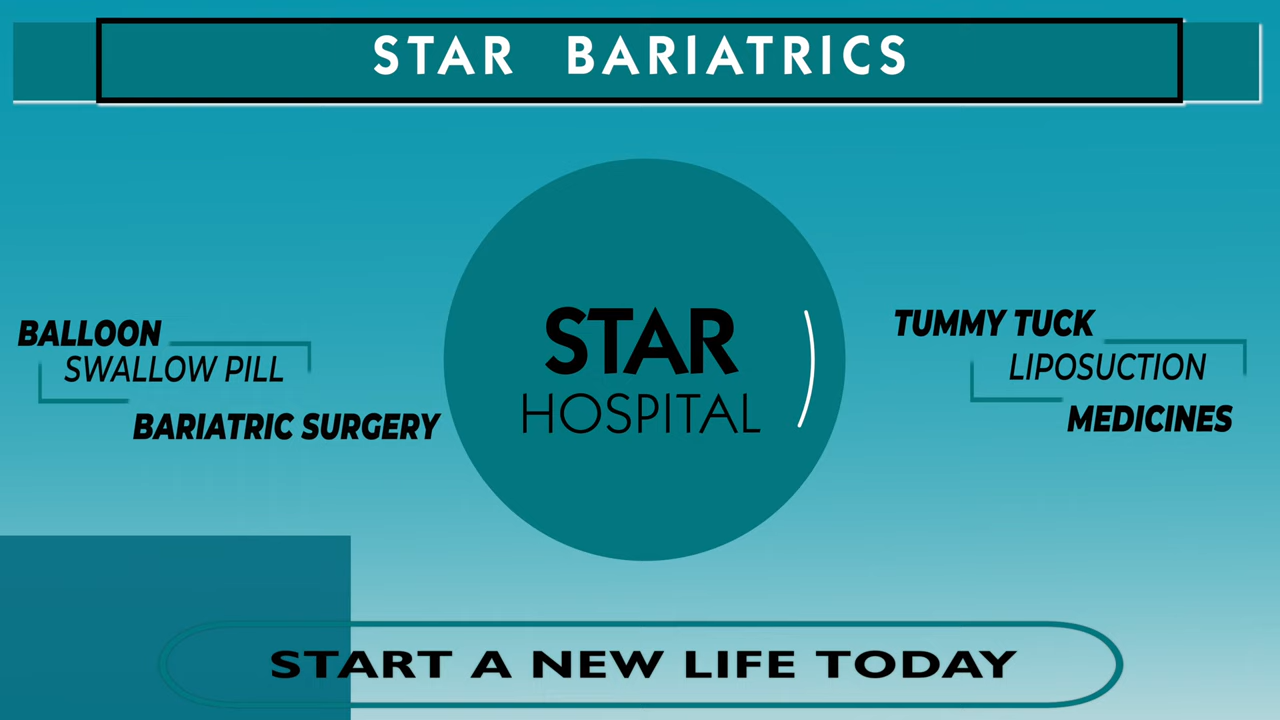 STAR BARIATRICS
BALLOON
SWALLOW PILL
BARIATRIC SURGERY
STAR
HOSPITAL
TUMMY TUCK
LIPOSUCTION
MEDICINES
START A NEW LIFE TODAY